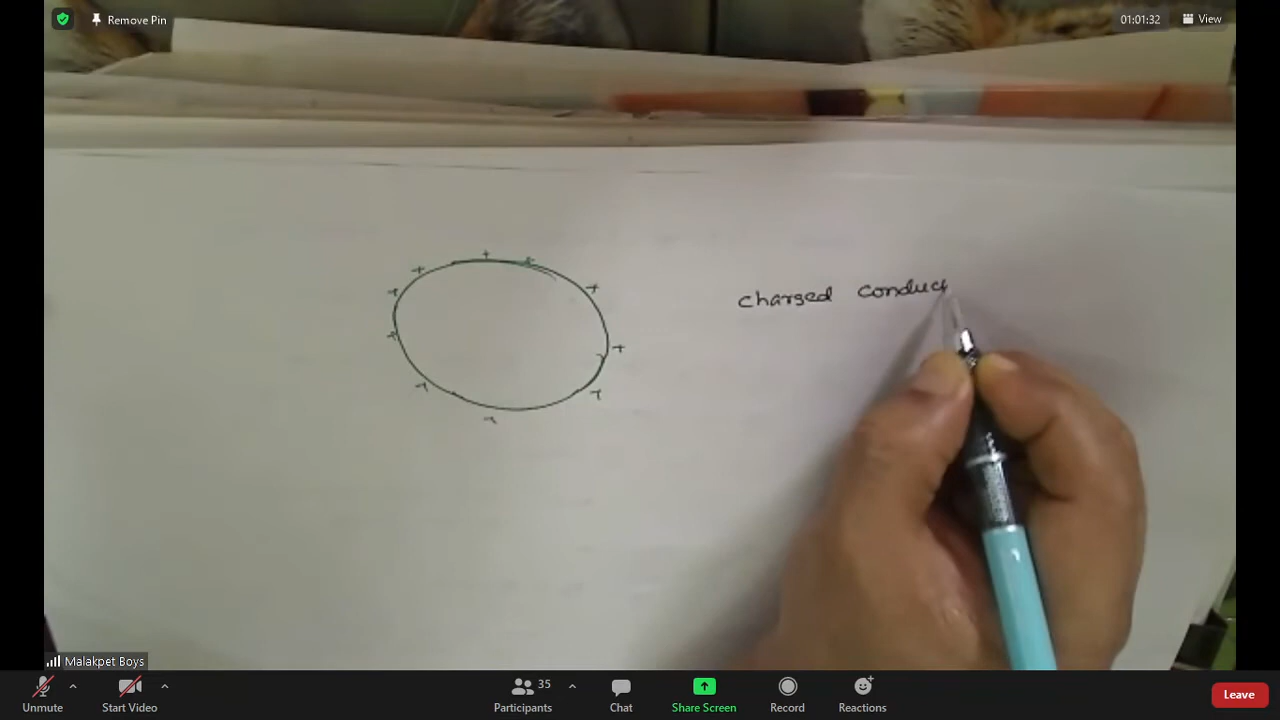 Remove Pin
01:01:32
View
+ + + + + + + + + + +
charged conduc
Malakpet Boys
Unmute
Start Video
Participants
35
Chat
Share Screen
Record
Reactions
Leave